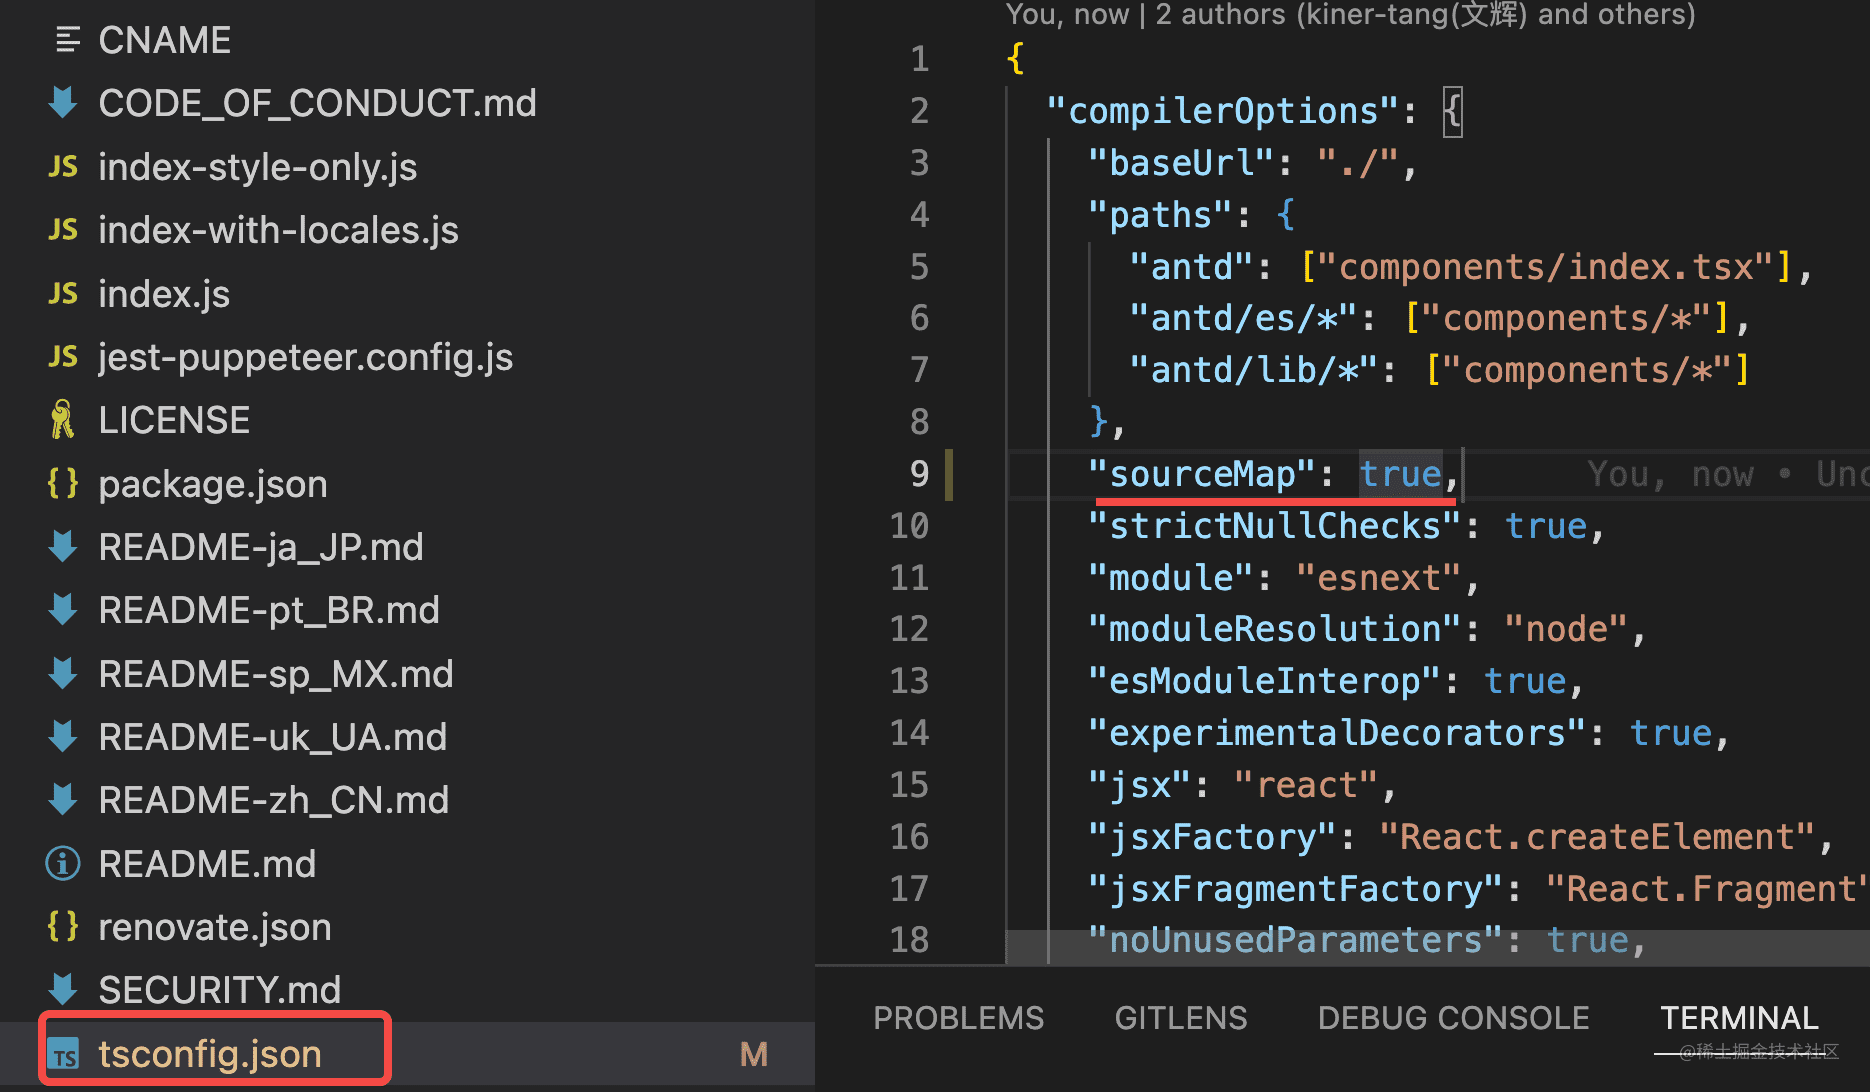 CNAME
CODE_OF_CONDUCT.md
JS index-style-only.js
JS index-with-locales.js
JS index.js
JS jest-puppeteer.config.js
LICENSE
{} package.json
README-ja_JP.md
README-pt_BR.md
README-sp_MX.md
README-uk_UA.md
README-zh_CN.md
README.md
{} renovate.json
SECURITY.md
TS tsconfig.json M
You, now | 2 authors (kiner-tang(文辉) and others)
1 {
2 "compilerOptions": {
3 "baseUrl": "./",
4 "paths": {
5 "antd": ["components/index.tsx"],
6 "antd/es/*": ["components/*"],
7 "antd/lib/*": ["components/*"]
8 },
9 "sourceMap": true, You, now • Unc
10 "strictNullChecks": true,
11 "module": "esnext",
12 "moduleResolution": "node",
13 "esModuleInterop": true,
14 "experimentalDecorators": true,
15 "jsx": "react",
16 "jsxFactory": "React.createElement",
17 "jsxFragmentFactory": "React.Fragment"
18 "noUnusedParameters": true,
PROBLEMS GITLENS DEBUG CONSOLE TERMINAL
@稀土掘金技术社区